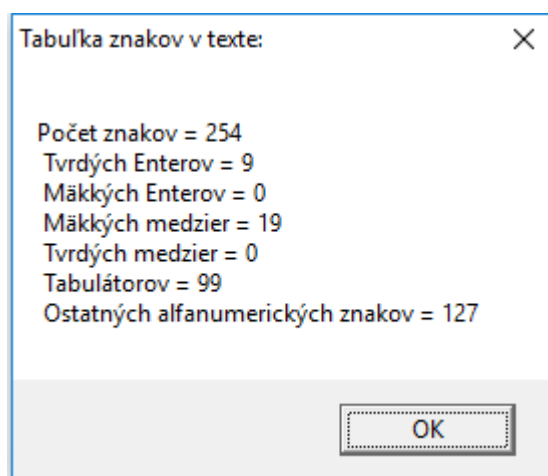 Tabuľka znakov v texte:
Počet znakov = 254
Tvrdých Enterov = 9
Mäkkých Enterov = 0
Mäkkých medzier = 19
Tvrdých medzier = 0
Tabulátorov = 99
Ostatných alfanumerických znakov = 127
OK